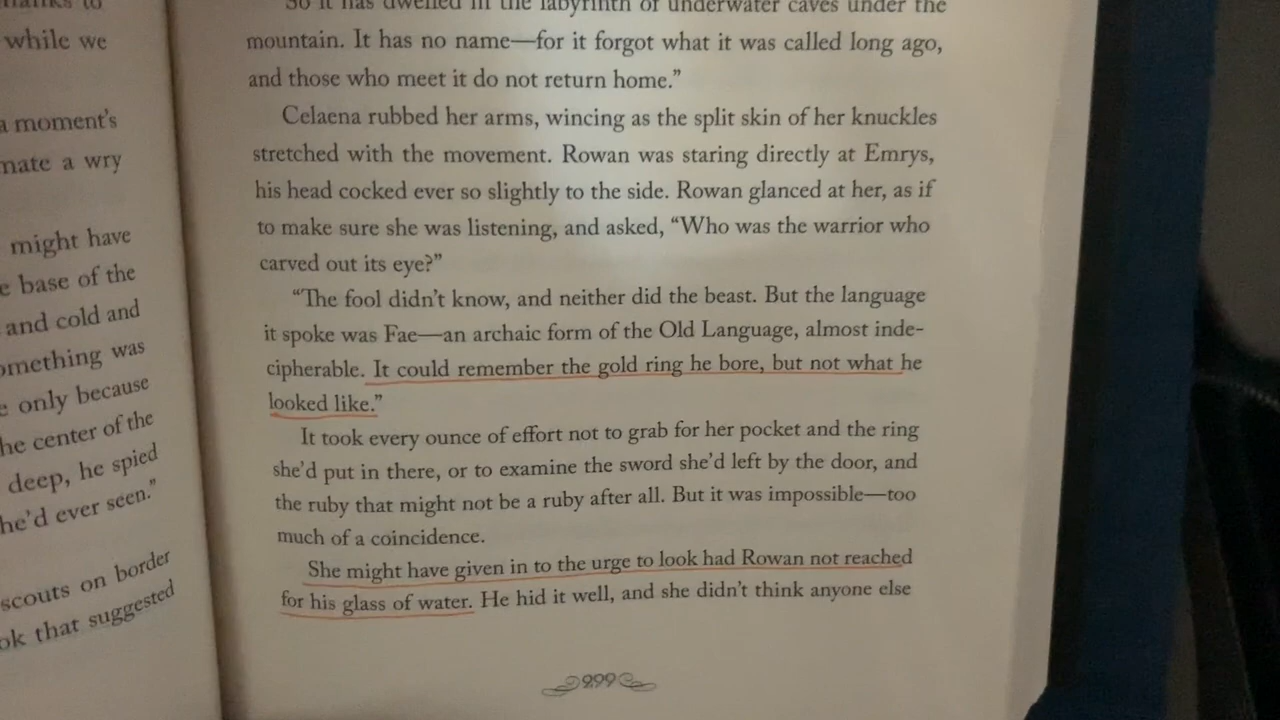 while we
a moment's
mate a wry
might have
e base of the
and cold and
omething was
e only because
he center of the
deep, he spied
he'd ever seen."
scouts on border
ok that suggested
So it has dwelled in the labyrinth of underwater caves under the
mountain. It has no name—for it forgot what it was called long ago,
and those who meet it do not return home."
Celaena rubbed her arms, wincing as the split skin of her knuckles
stretched with the movement. Rowan was staring directly at Emrys,
his head cocked ever so slightly to the side. Rowan glanced at her, as if
to make sure she was listening, and asked, "Who was the warrior who
carved out its eye?"
"The fool didn't know, and neither did the beast. But the language
it spoke was Fae—an archaic form of the Old Language, almost inde-
cipherable. It could remember the gold ring he bore, but not what he
looked like."
It took every ounce of effort not to grab for her pocket and the ring
she'd put in there, or to examine the sword she'd left by the door, and
the ruby that might not be a ruby after all. But it was impossible—too
much of a coincidence.
She might have given in to the urge to look had Rowan not reached
for his glass of water. He hid it well, and she didn't think anyone else
299